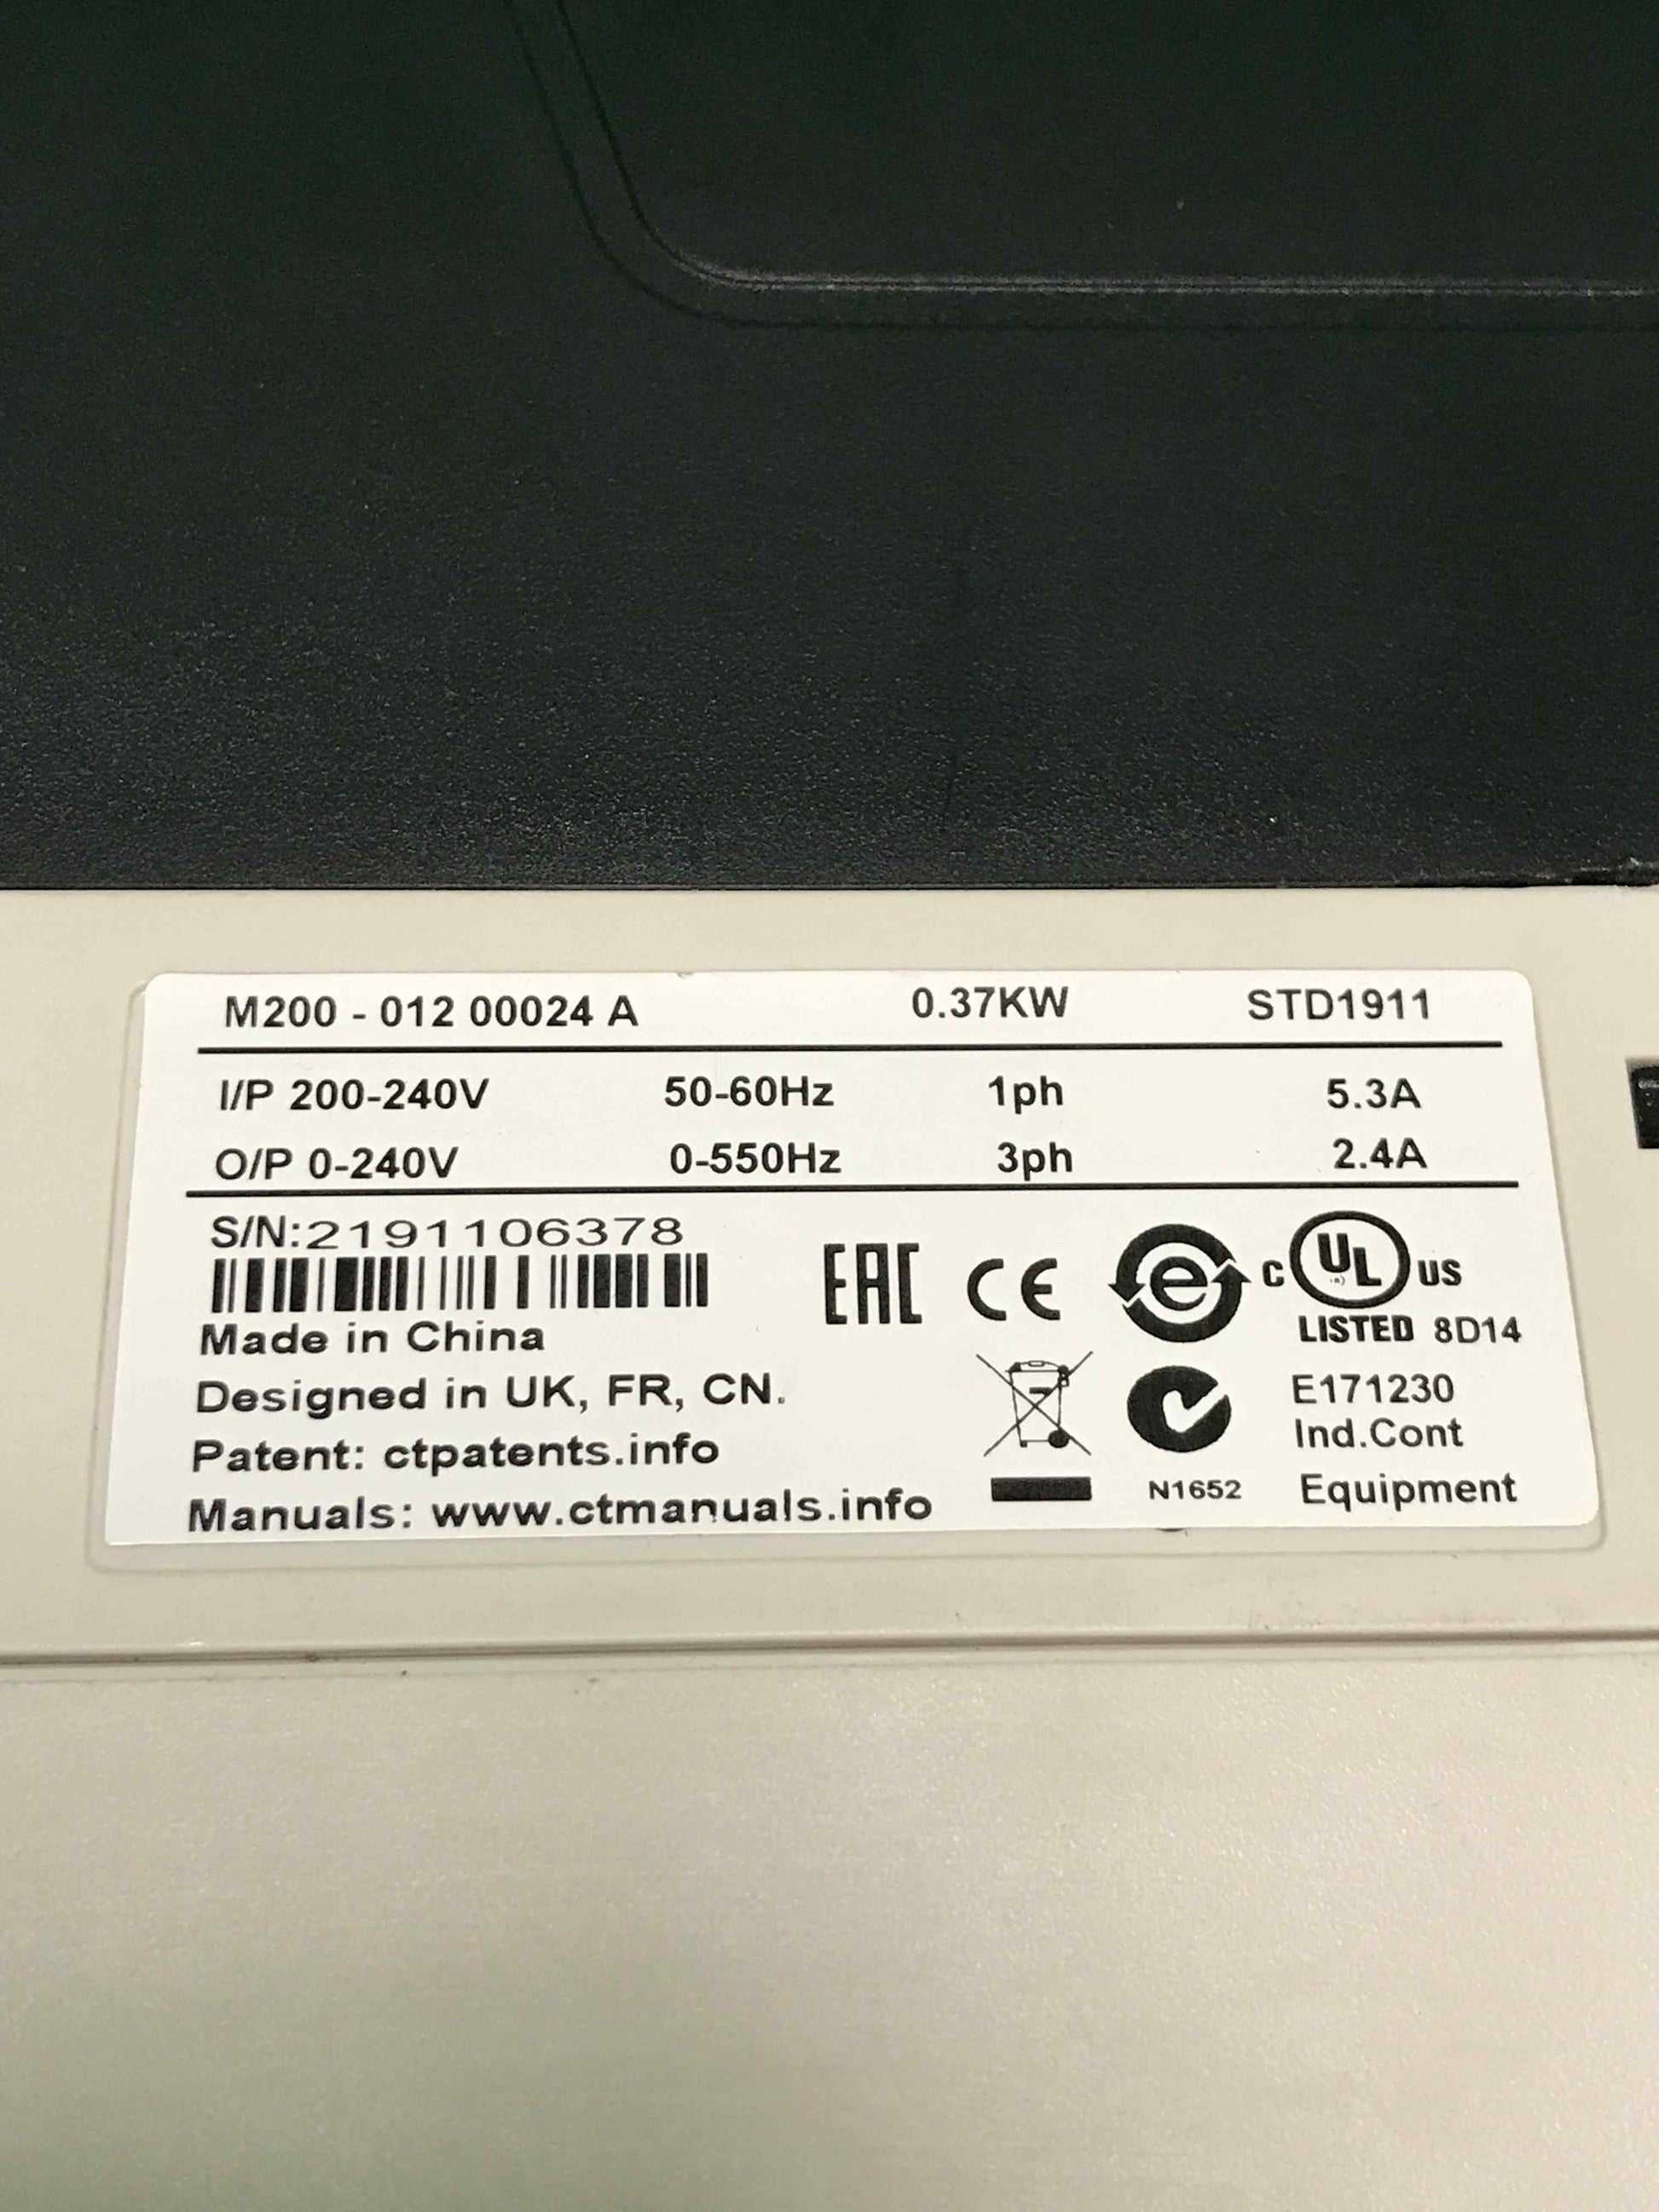 M200 - 012 00024 A 0.37KW STD1911
I/P 200-240V 50-60Hz 1ph 5.3A
O/P 0-240V 0-550Hz 3ph 2.4A
S/N:2191106378
EAC CE e C UL US
LISTED 8D14
Made in China
Designed in UK, FR, CN.
E171230
Patent: ctpatents.info
Ind.Cont
Manuals: www.ctmanuals.info
N1652
Equipment